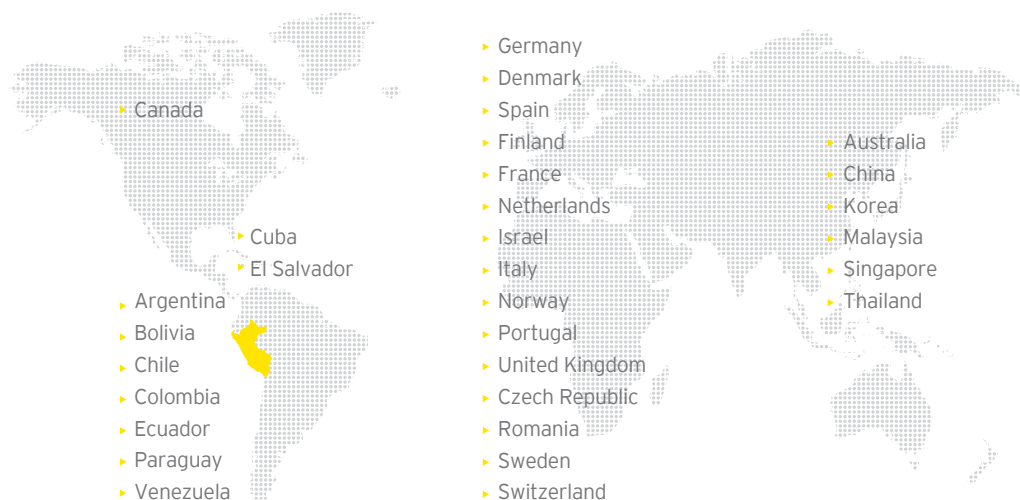 Canada
Cuba
El Salvador
Argentina
Bolivia
Chile
Colombia
Ecuador
Paraguay
Venezuela
Germany
Denmark
Spain
Finland
France
Netherlands
Israel
Italy
Norway
Portugal
United Kingdom
Czech Republic
Romania
Sweden
Switzerland
Australia
China
Korea
Malaysia
Singapore
Thailand